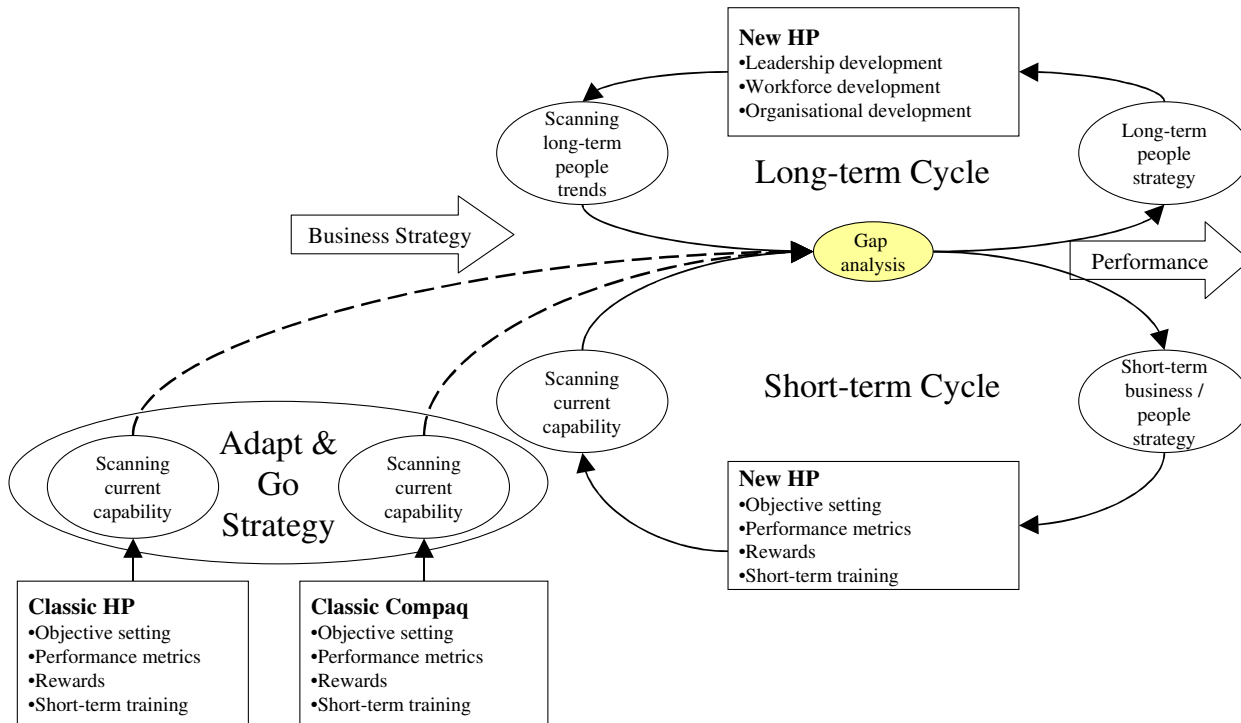 New HP
•Leadership development
•Workforce development
•Organisational development
Scanning
long-term
people
trends
Long-term
people
strategy
Long-term Cycle
Business Strategy
Gap
analysis
Performance
Scanning
current
capability
Short-term Cycle
Short-term
business /
people
strategy
Scanning
current
capability
Adapt &
Go
Strategy
Scanning
current
capability
New HP
•Objective setting
•Performance metrics
•Rewards
•Short-term training
Classic HP
•Objective setting
•Performance metrics
•Rewards
•Short-term training
Classic Compaq
•Objective setting
•Performance metrics
•Rewards
•Short-term training